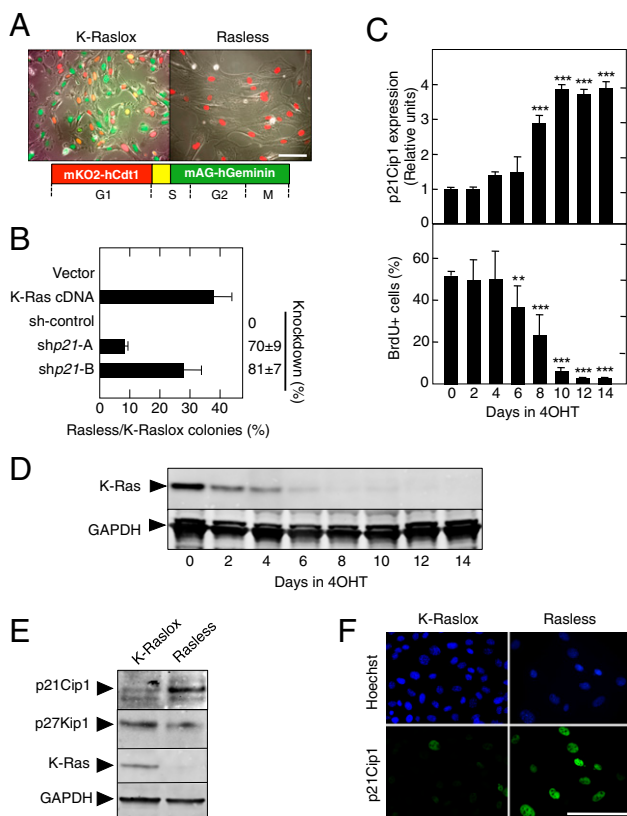 A
K-Raslox Rasless
mKO2-hCdt1 mAG-hGeminin
G1 S G2 M
B
Vector
K-Ras cDNA
sh-control 0
shp21-A 70±9
shp21-B 81±7
Knockdown (%)
0 10 20 30 40
Rasless/K-Raslox colonies (%)
C
p21Cip1 expression
(Relative units)
5
4
3
2
1
0
*** *** *** ***
BrdU+ cells (%)
60
40
20
0
** *** *** *** ***
0 2 4 6 8 10 12 14
Days in 4OHT
D
K-Ras
GAPDH
0 2 4 6 8 10 12 14
Days in 4OHT
E
K-Raslox Rasless
p21Cip1
p27Kip1
K-Ras
GAPDH
F
K-Raslox Rasless
Hoechst
p21Cip1